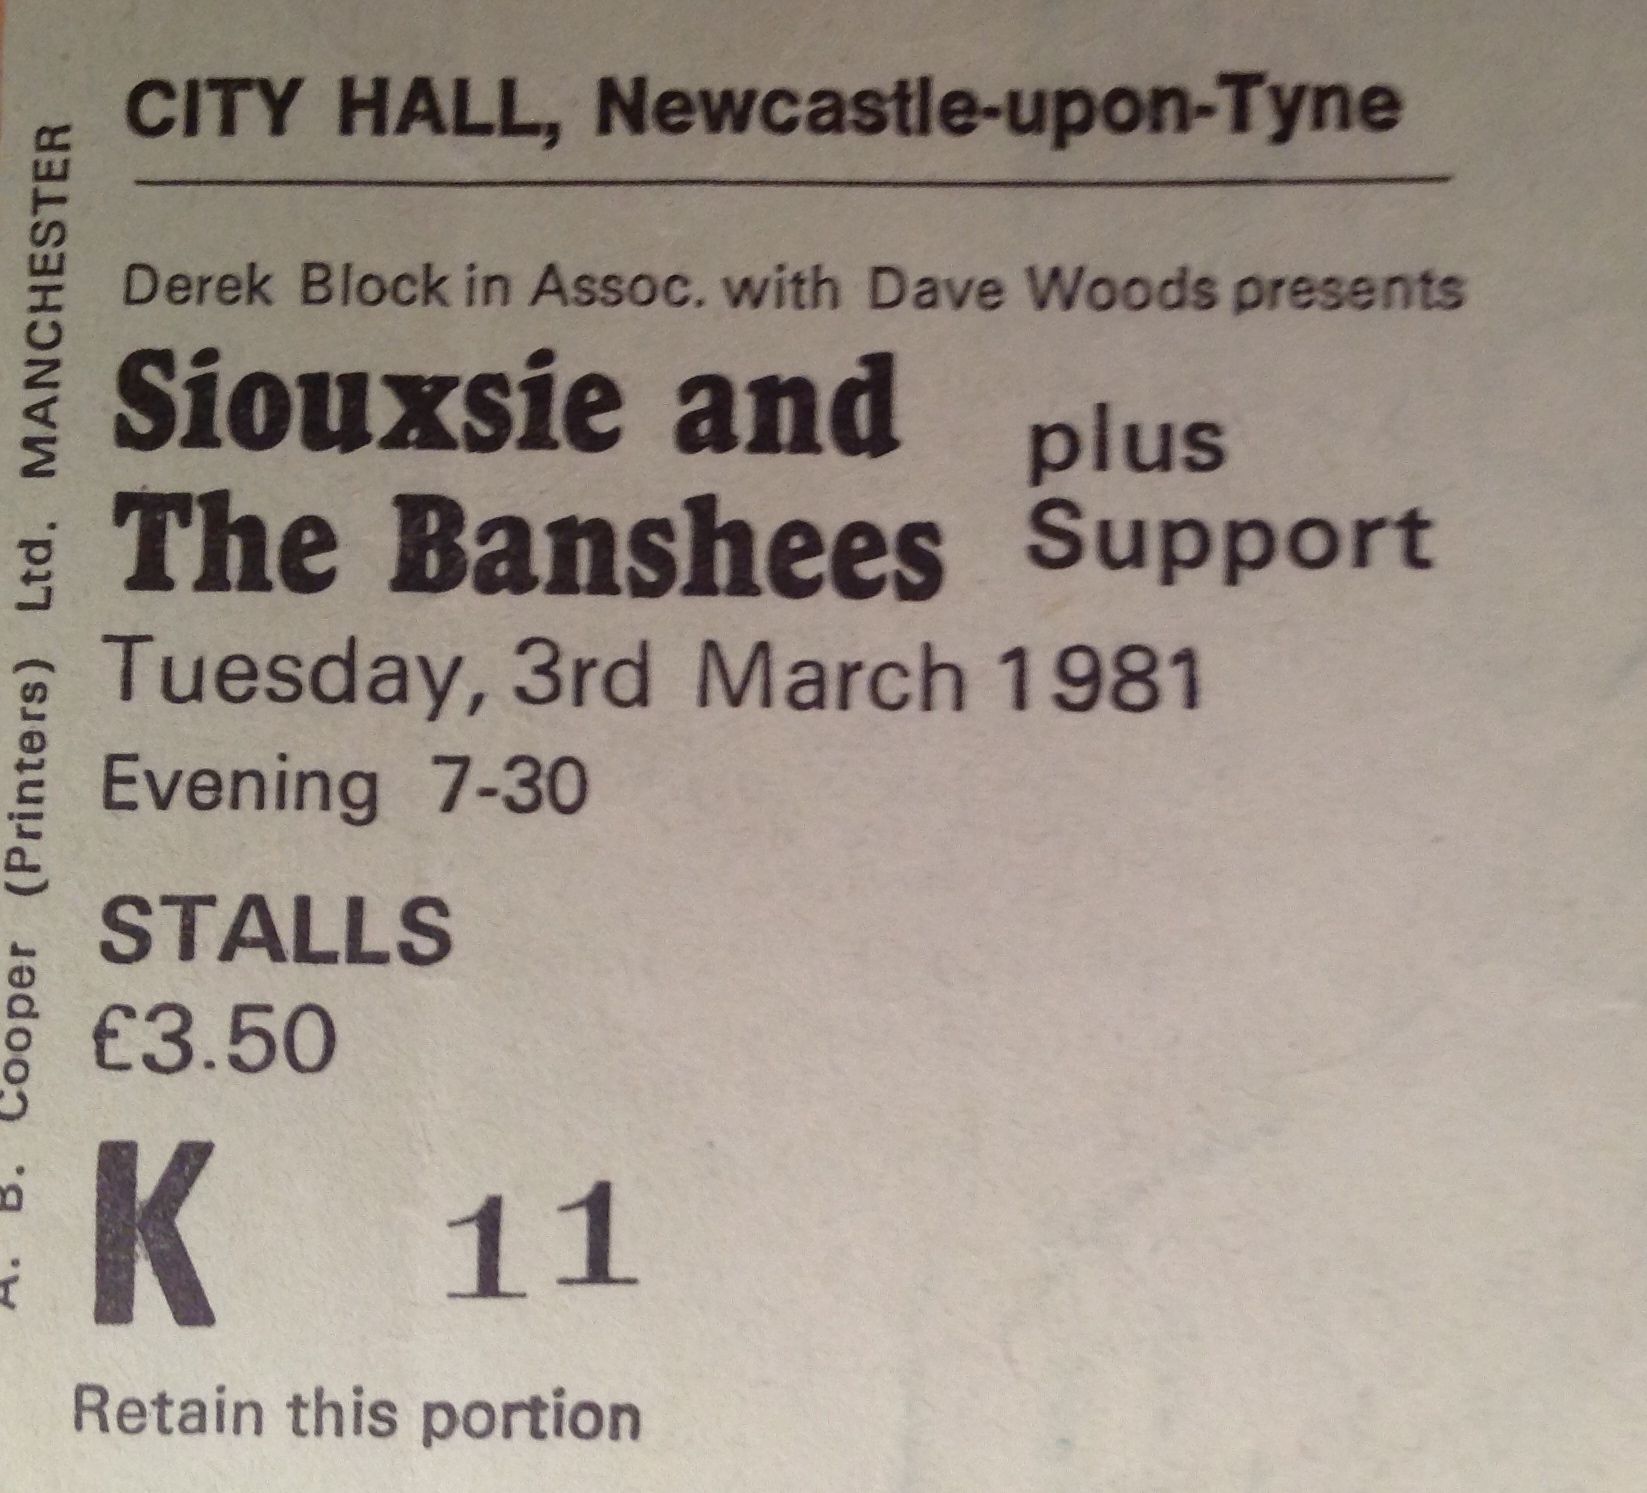 CITY HALL, Newcastle-upon-Tyne
Derek Block in Assoc. with Dave Woods presents
Siouxsie and
The Banshees
plus
Support
Tuesday, 3rd March 1981
Evening 7-30
STALLS
£3.50
K 11
Retain this portion
A. B. Cooper (Printers) Ltd. MANCHESTER